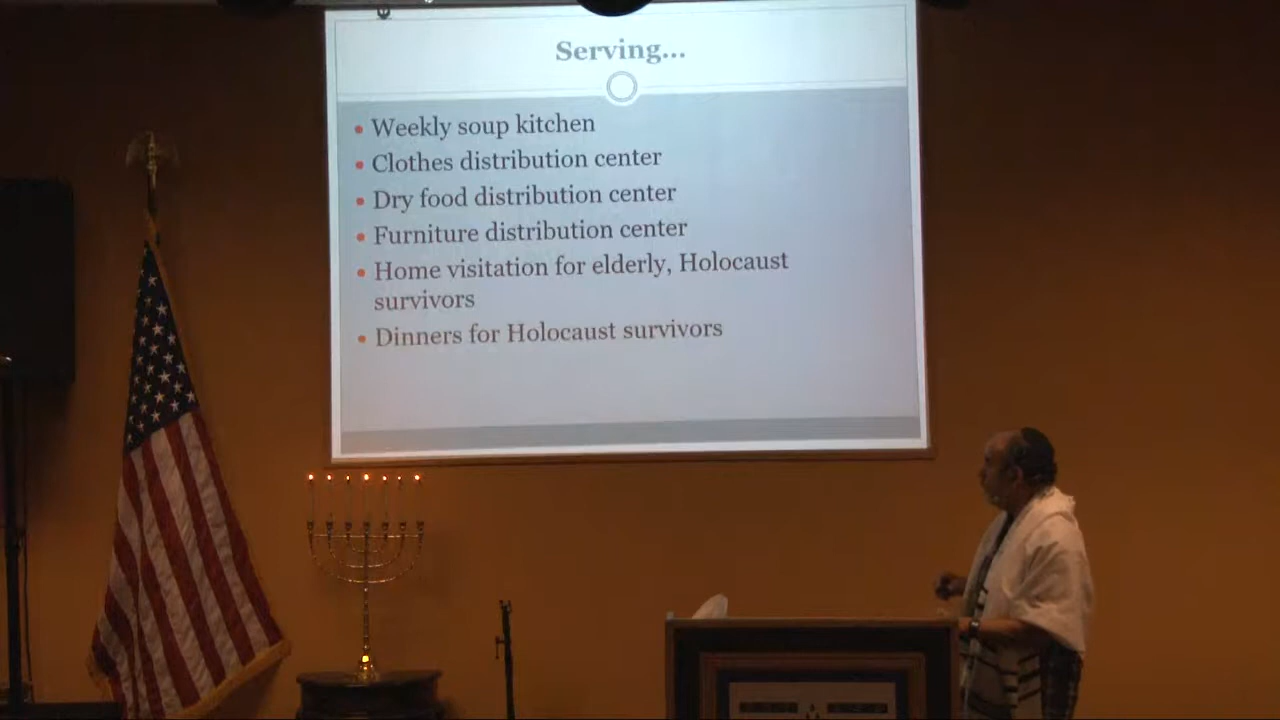 Serving...
Weekly soup kitchen
Clothes distribution center
Dry food distribution center
Furniture distribution center
Home visitation for elderly, Holocaust
survivors
Dinners for Holocaust survivors